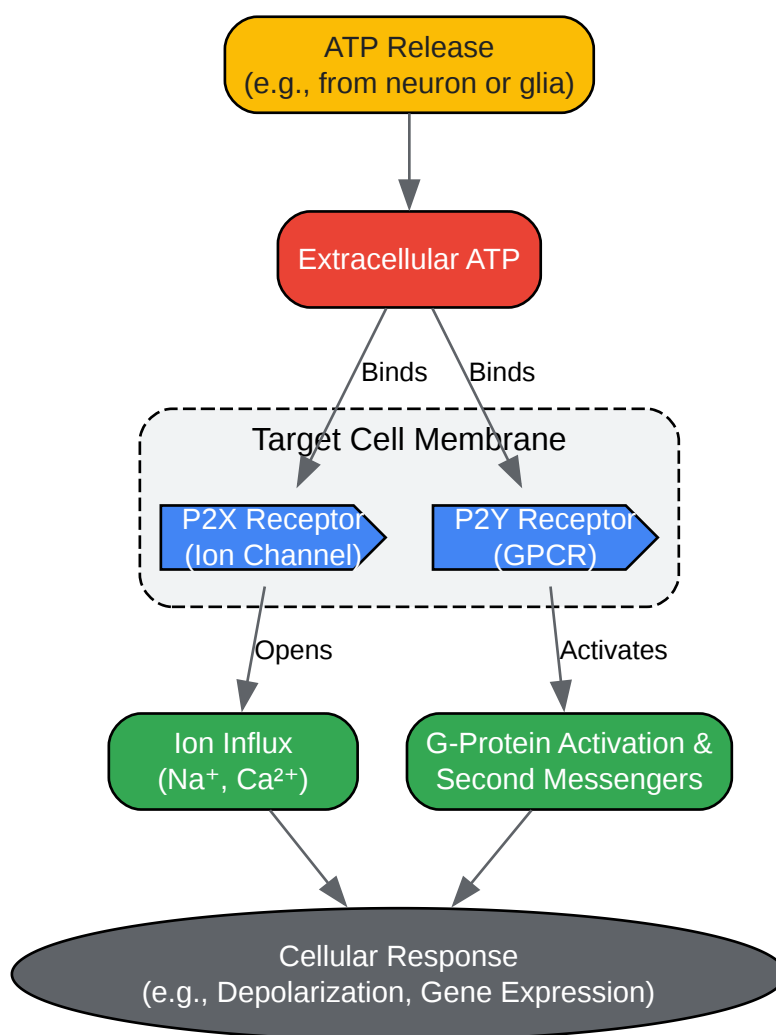 ATP Release
(e.g., from neuron or glia)
Extracellular ATP
Binds
Binds
Target Cell Membrane
P2X Receptor
(Ion Channel)
P2Y Receptor
(GPCR)
Opens
Activates
Ion Influx
(Na⁺, Ca²⁺)
G-Protein Activation &
Second Messengers
Cellular Response
(e.g., Depolarization, Gene Expression)